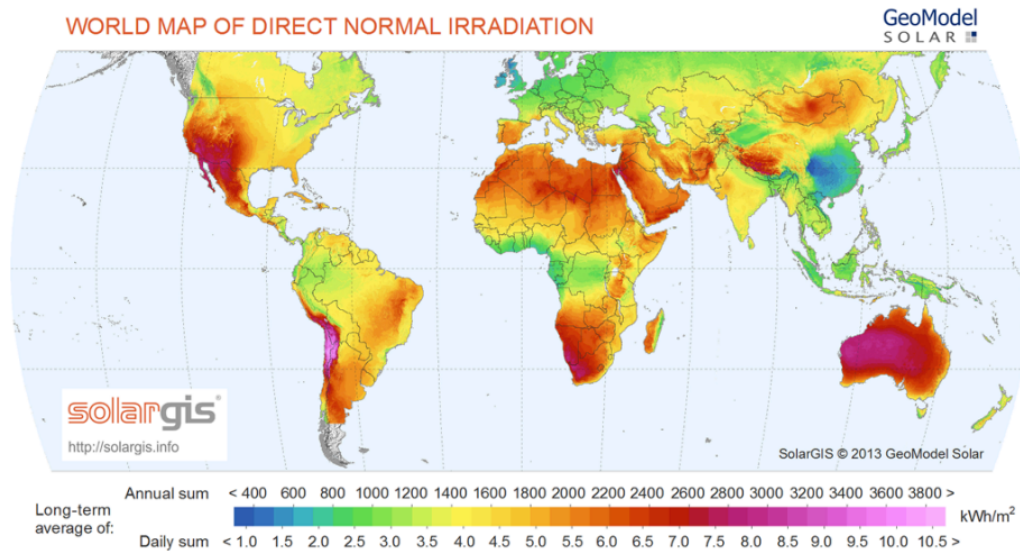 WORLD MAP OF DIRECT NORMAL IRRADIATION
GeoModel
SOLAR
solargis®
http://solargis.info
SolarGIS © 2013 GeoModel Solar
Annual sum < 400 600 800 1000 1200 1400 1600 1800 2000 2200 2400 2600 2800 3000 3200 3400 3600 3800 >
Long-term
average of:
kWh/m²
Daily sum < 1.0 1.5 2.0 2.5 3.0 3.5 4.0 4.5 5.0 5.5 6.0 6.5 7.0 7.5 8.0 8.5 9.0 9.5 10.0 10.5 >